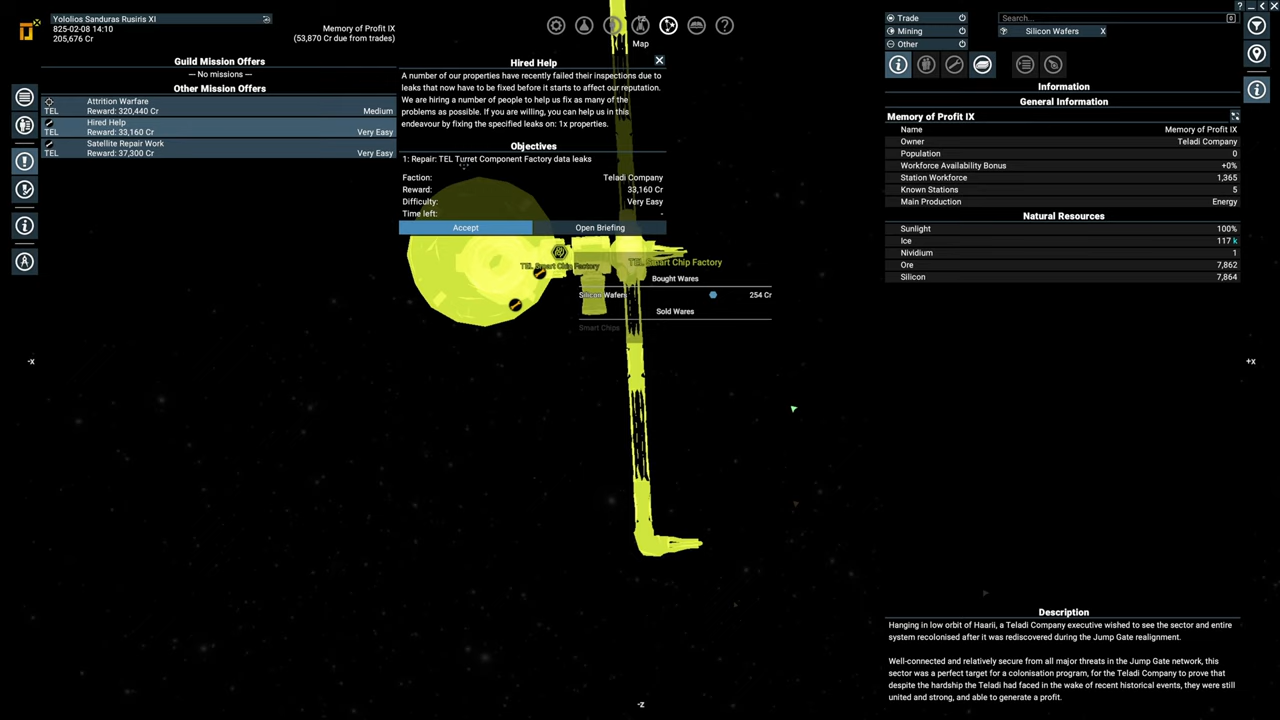 Yololios Sanduras Rusiris XI
825-02-08 14:10
205,676 Cr
Memory of Profit IX
(53,870 Cr due from trades)
Map
Guild Mission Offers
--- No missions ---
Other Mission Offers
Attrition Warfare
TEL Reward: 320,440 Cr Medium
Hired Help
TEL Reward: 33,160 Cr Very Easy
Satellite Repair Work
TEL Reward: 37,300 Cr Very Easy
Hired Help
A number of our properties have recently failed their inspections due to
leaks that now have to be fixed before it starts to affect our reputation.
We are hiring a number of people to help us fix as many of the
problems as possible. If you are willing, you can help us in this
endeavour by fixing the specified leaks on: 1x properties.
Objectives
1: Repair: TEL Turret Component Factory data leaks
Faction: Teladi Company
Reward: 33,160 Cr
Difficulty: Very Easy
Time left: -
Accept
Open Briefing
TEL Smart Chip Factory
TEL Smart Chip Factory
Bought Wares
Silicon Wafers 254 Cr
Sold Wares
Smart Chips
-x
+x
-z
Trade
Mining
Other
Search...
Silicon Wafers X
Information
General Information
Memory of Profit IX
Name Memory of Profit IX
Owner Teladi Company
Population 0
Workforce Availability Bonus +0%
Station Workforce 1,365
Known Stations 5
Main Production Energy
Natural Resources
Sunlight 100%
Ice 117 k
Nividium 1
Ore 7,862
Silicon 7,864
Description
Hanging in low orbit of Haarii, a Teladi Company executive wished to see the sector and entire
system recolonised after it was rediscovered during the Jump Gate realignment.
Well-connected and relatively secure from all major threats in the Jump Gate network, this
sector was a perfect target for a colonisation program, for the Teladi Company to prove that
despite the hardship the Teladi had faced in the wake of recent historical events, they were still
united and strong, and able to generate a profit.